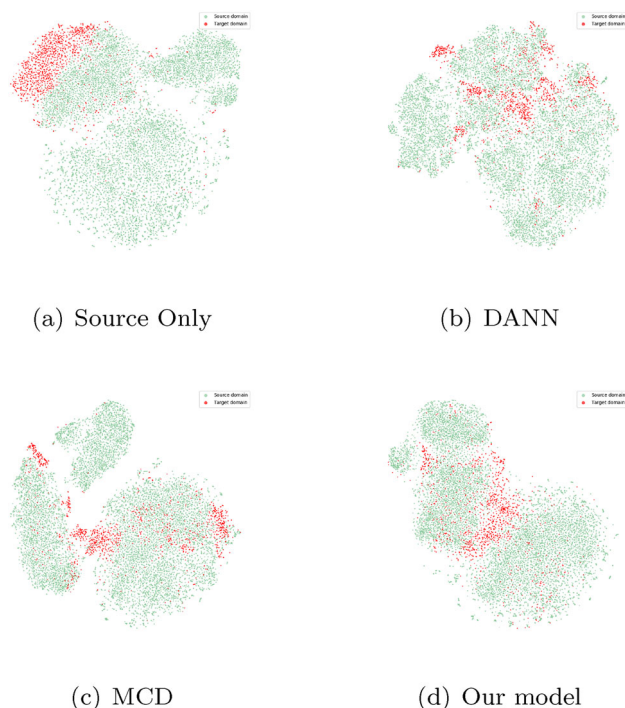 Source domain
Target domain
Source domain
Target domain
(a) Source Only
(b) DANN
Source domain
Target domain
Source domain
Target domain
(c) MCD
(d) Our model